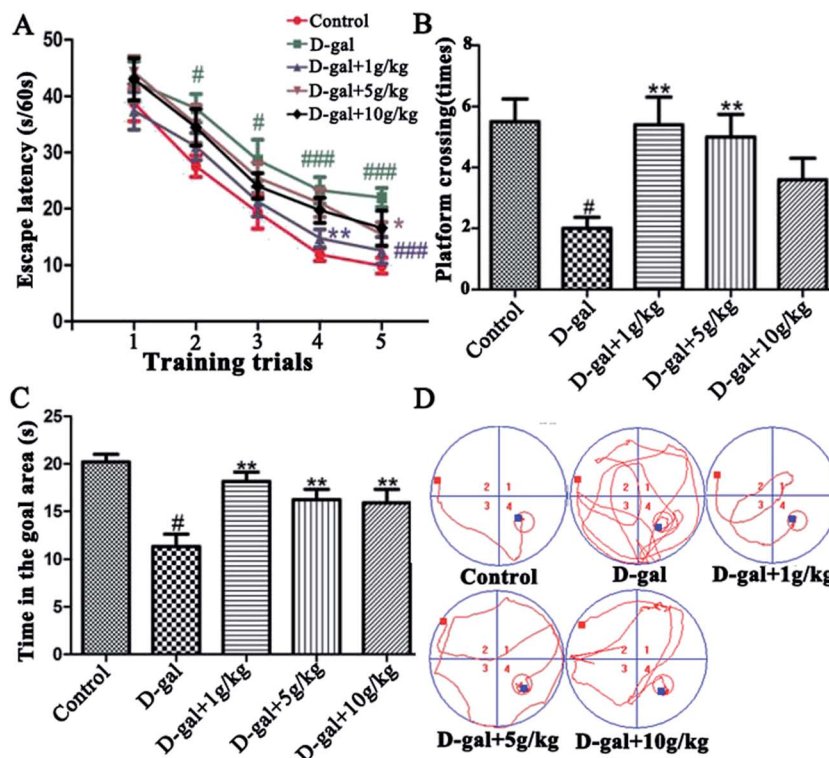 A
Escape latency (s/60s)
50
40
30
20
10
0
1 2 3 4 5
Training trials
Control
D-gal
D-gal+1g/kg
D-gal+5g/kg
D-gal+10g/kg
#
#
###
###
**
*
###
B
Platform crossing(times)
8
6
4
2
0
#
**
**
Control
D-gal
D-gal+1g/kg
D-gal+5g/kg
D-gal+10g/kg
C
Time in the goal area (s)
25
20
15
10
5
0
#
**
**
**
Control
D-gal
D-gal+1g/kg
D-gal+5g/kg
D-gal+10g/kg
D
2 1
3 4
Control
2 1
3 4
D-gal
2 1
3 4
D-gal+1g/kg
2 1
3 4
D-gal+5g/kg
2 1
3 4
D-gal+10g/kg